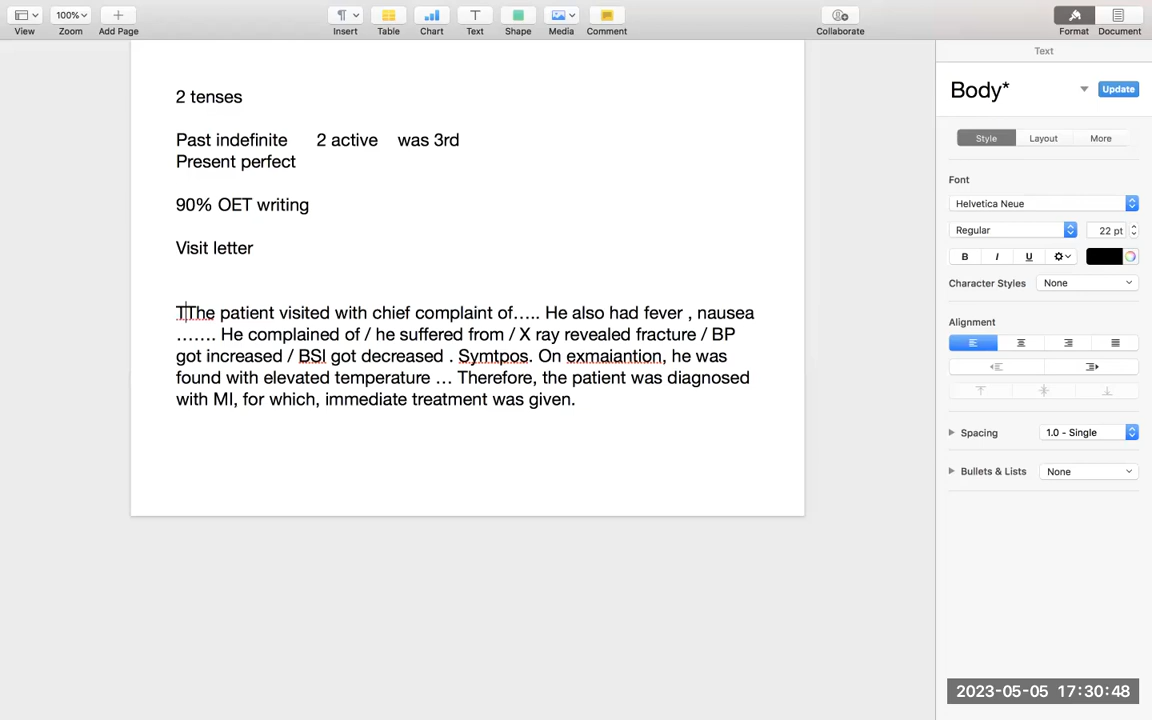 View
100%
Zoom
Add Page
Insert
Table
Chart
Text
Shape
Media
Comment
Collaborate
Format
Document
2 tenses
Past indefinite 2 active was 3rd
Present perfect
90% OET writing
Visit letter
TThe patient visited with chief complaint of….. He also had fever , nausea
……. He complained of / he suffered from / X ray revealed fracture / BP
got increased / BSI got decreased . Symtpos. On exmaiantion, he was
found with elevated temperature … Therefore, the patient was diagnosed
with MI, for which, immediate treatment was given.
Text
Body*
Update
Style Layout More
Font
Helvetica Neue
Regular 22 pt
B I U
Character Styles None
Alignment
Spacing 1.0 - Single
Bullets & Lists None
2023-05-05 17:30:48